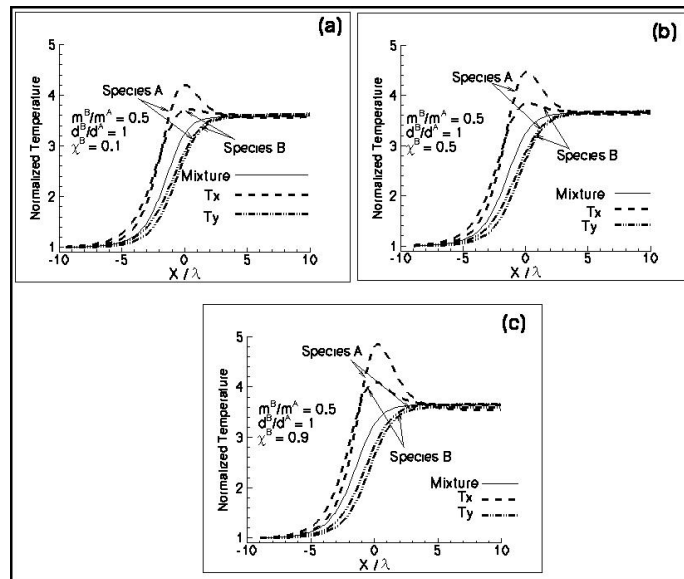 (a)
5
4
3
2
1
Normalized Temperature
Species A
m^B/m^A = 0.5
d^B/d^A = 1
χ^B = 0.1
Species B
Mixture
Tx
Ty
-10 -5 0 5 10
X / λ
(b)
5
4
3
2
1
Normalized Temperature
Species A
m^B/m^A = 0.5
d^B/d^A = 1
χ^B = 0.5
Species B
Mixture
Tx
Ty
-10 -5 0 5 10
X / λ
(c)
5
4
3
2
1
Normalized Temperature
Species A
m^B/m^A = 0.5
d^B/d^A = 1
χ^B = 0.9
Species B
Mixture
Tx
Ty
-10 -5 0 5 10
X / λ